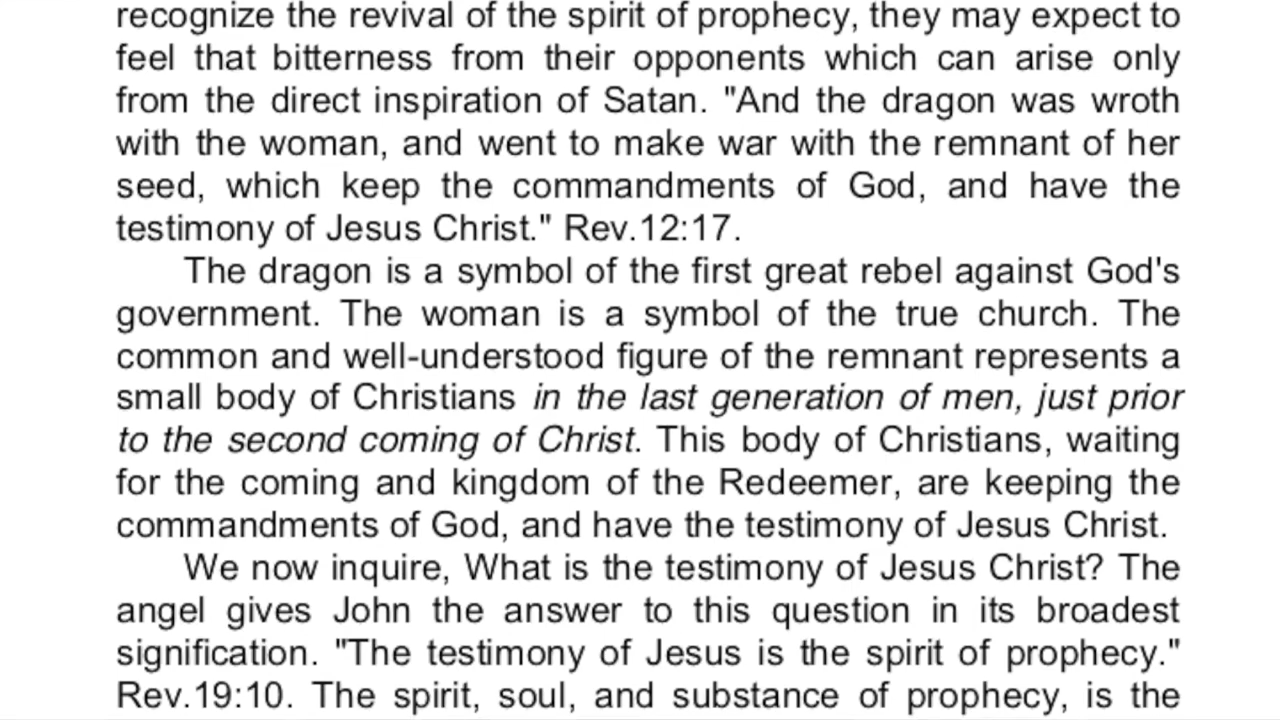 recognize the revival of the spirit of prophecy, they may expect to
feel that bitterness from their opponents which can arise only
from the direct inspiration of Satan. "And the dragon was wroth
with the woman, and went to make war with the remnant of her
seed, which keep the commandments of God, and have the
testimony of Jesus Christ." Rev.12:17.
The dragon is a symbol of the first great rebel against God's
government. The woman is a symbol of the true church. The
common and well-understood figure of the remnant represents a
small body of Christians in the last generation of men, just prior
to the second coming of Christ. This body of Christians, waiting
for the coming and kingdom of the Redeemer, are keeping the
commandments of God, and have the testimony of Jesus Christ.
We now inquire, What is the testimony of Jesus Christ? The
angel gives John the answer to this question in its broadest
signification. "The testimony of Jesus is the spirit of prophecy."
Rev.19:10. The spirit, soul, and substance of prophecy, is the